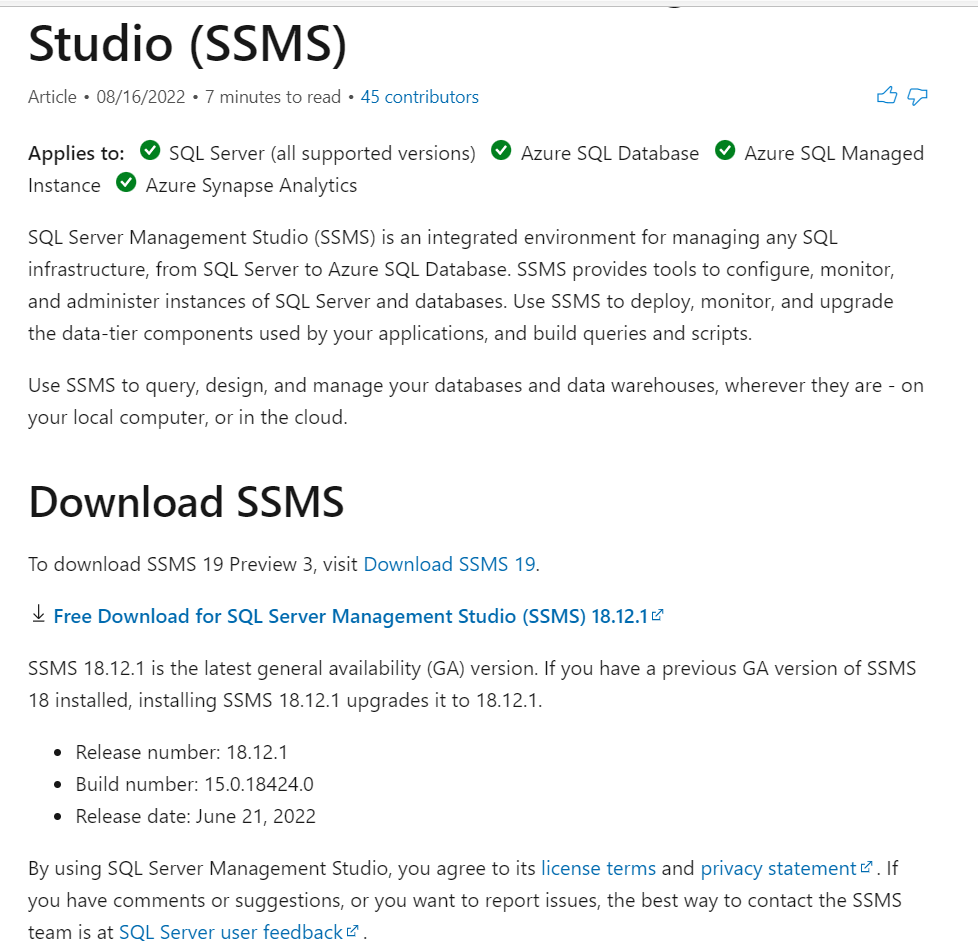 Studio (SSMS)
Article • 08/16/2022 • 7 minutes to read • 45 contributors
Applies to: SQL Server (all supported versions) Azure SQL Database Azure SQL Managed
Instance Azure Synapse Analytics
SQL Server Management Studio (SSMS) is an integrated environment for managing any SQL
infrastructure, from SQL Server to Azure SQL Database. SSMS provides tools to configure, monitor,
and administer instances of SQL Server and databases. Use SSMS to deploy, monitor, and upgrade
the data-tier components used by your applications, and build queries and scripts.
Use SSMS to query, design, and manage your databases and data warehouses, wherever they are - on
your local computer, or in the cloud.
Download SSMS
To download SSMS 19 Preview 3, visit Download SSMS 19.
Free Download for SQL Server Management Studio (SSMS) 18.12.1
SSMS 18.12.1 is the latest general availability (GA) version. If you have a previous GA version of SSMS
18 installed, installing SSMS 18.12.1 upgrades it to 18.12.1.
• Release number: 18.12.1
• Build number: 15.0.18424.0
• Release date: June 21, 2022
By using SQL Server Management Studio, you agree to its license terms and privacy statement. If
you have comments or suggestions, or you want to report issues, the best way to contact the SSMS
team is at SQL Server user feedback.